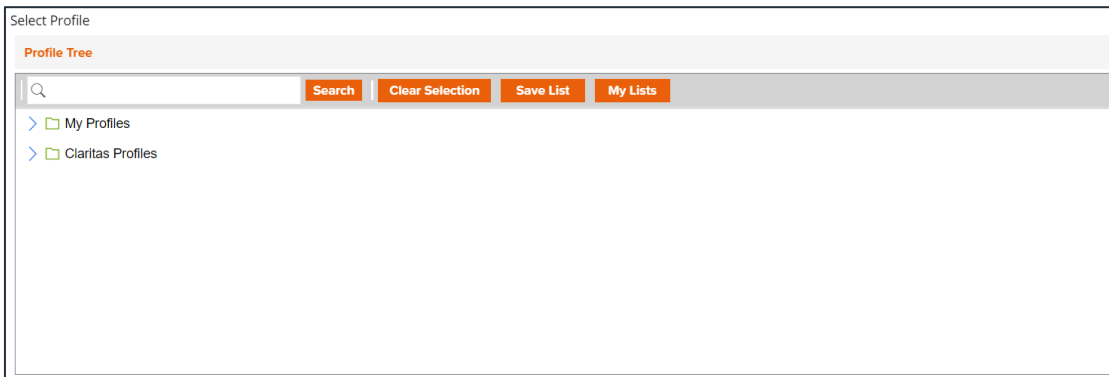 Select Profile
Profile Tree
Search Clear Selection Save List My Lists
My Profiles
Claritas Profiles